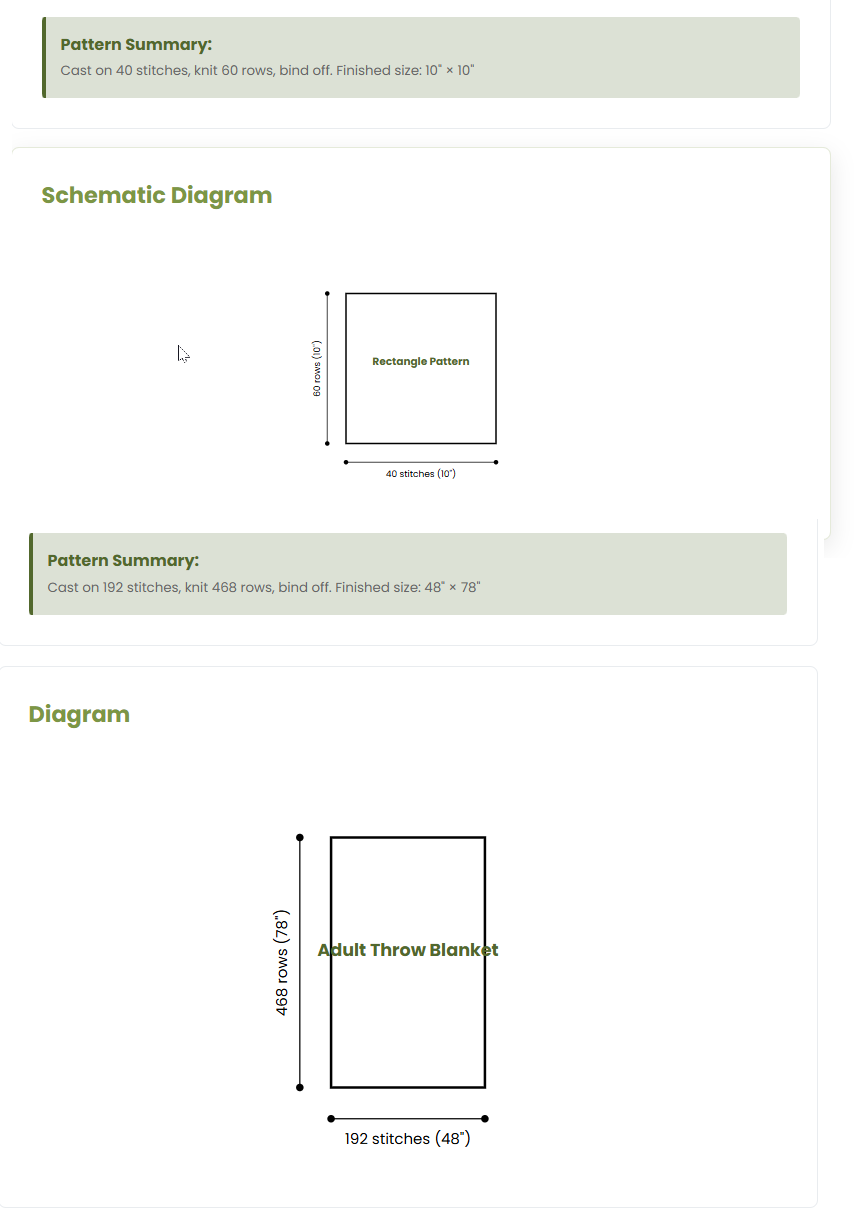 Pattern Summary:
Cast on 40 stitches, knit 60 rows, bind off. Finished size: 10" × 10"
Schematic Diagram
60 rows (10")
Rectangle Pattern
40 stitches (10")
Pattern Summary:
Cast on 192 stitches, knit 468 rows, bind off. Finished size: 48" × 78"
Diagram
468 rows (78")
Adult Throw Blanket
192 stitches (48")